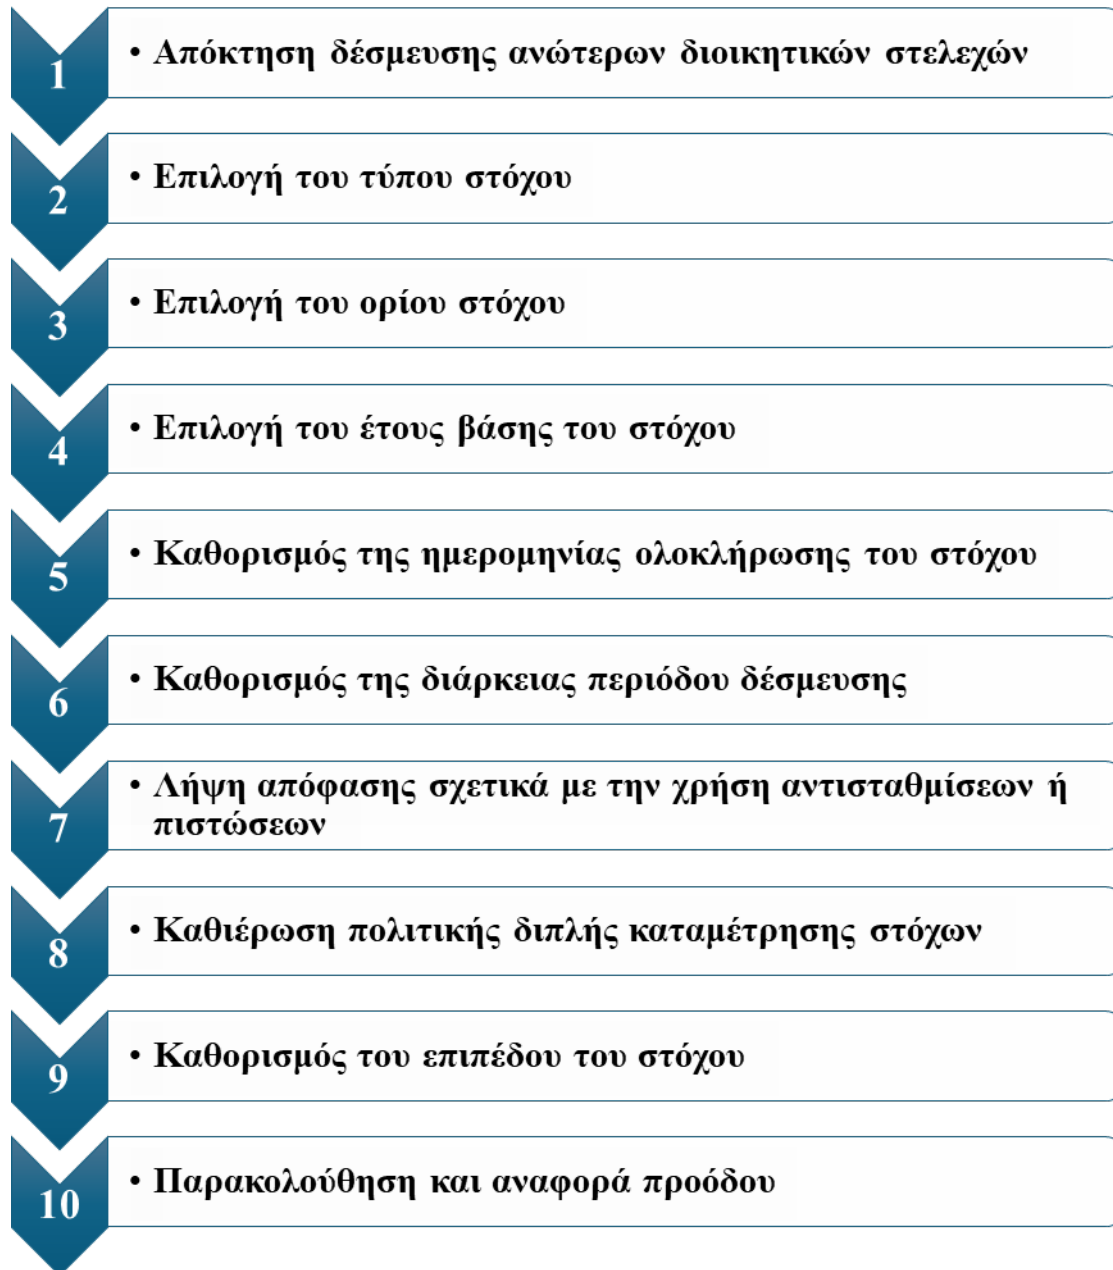 1
• Απόκτηση δέσμευσης ανώτερων διοικητικών στελεχών
2
• Επιλογή του τύπου στόχου
3
• Επιλογή του ορίου στόχου
4
• Επιλογή του έτους βάσης του στόχου
5
• Καθορισμός της ημερομηνίας ολοκλήρωσης του στόχου
6
• Καθορισμός της διάρκειας περιόδου δέσμευσης
7
• Λήψη απόφασης σχετικά με την χρήση αντισταθμίσεων ή
πιστώσεων
8
• Καθιέρωση πολιτικής διπλής καταμέτρησης στόχων
9
• Καθορισμός του επιπέδου του στόχου
10
• Παρακολούθηση και αναφορά προόδου